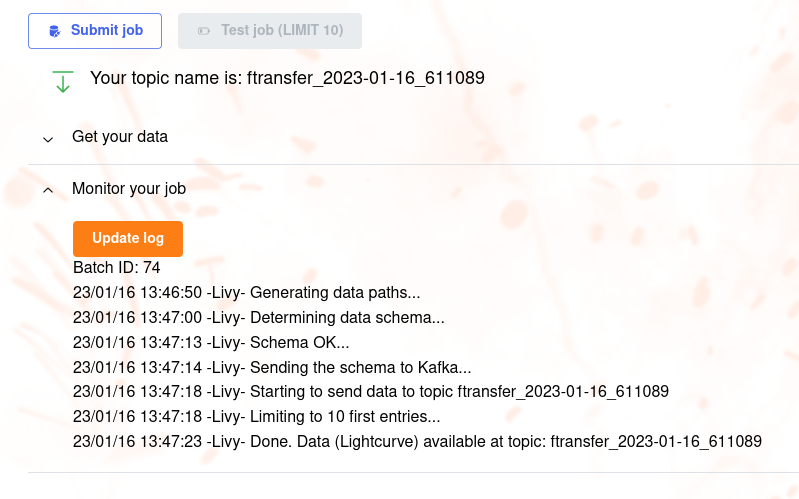 Submit job
Test job (LIMIT 10)
Your topic name is: ftransfer_2023-01-16_611089
Get your data
Monitor your job
Update log
Batch ID: 74
23/01/16 13:46:50 -Livy- Generating data paths...
23/01/16 13:47:00 -Livy- Determining data schema...
23/01/16 13:47:13 -Livy- Schema OK...
23/01/16 13:47:14 -Livy- Sending the schema to Kafka...
23/01/16 13:47:18 -Livy- Starting to send data to topic ftransfer_2023-01-16_611089
23/01/16 13:47:18 -Livy- Limiting to 10 first entries...
23/01/16 13:47:23 -Livy- Done. Data (Lightcurve) available at topic: ftransfer_2023-01-16_611089